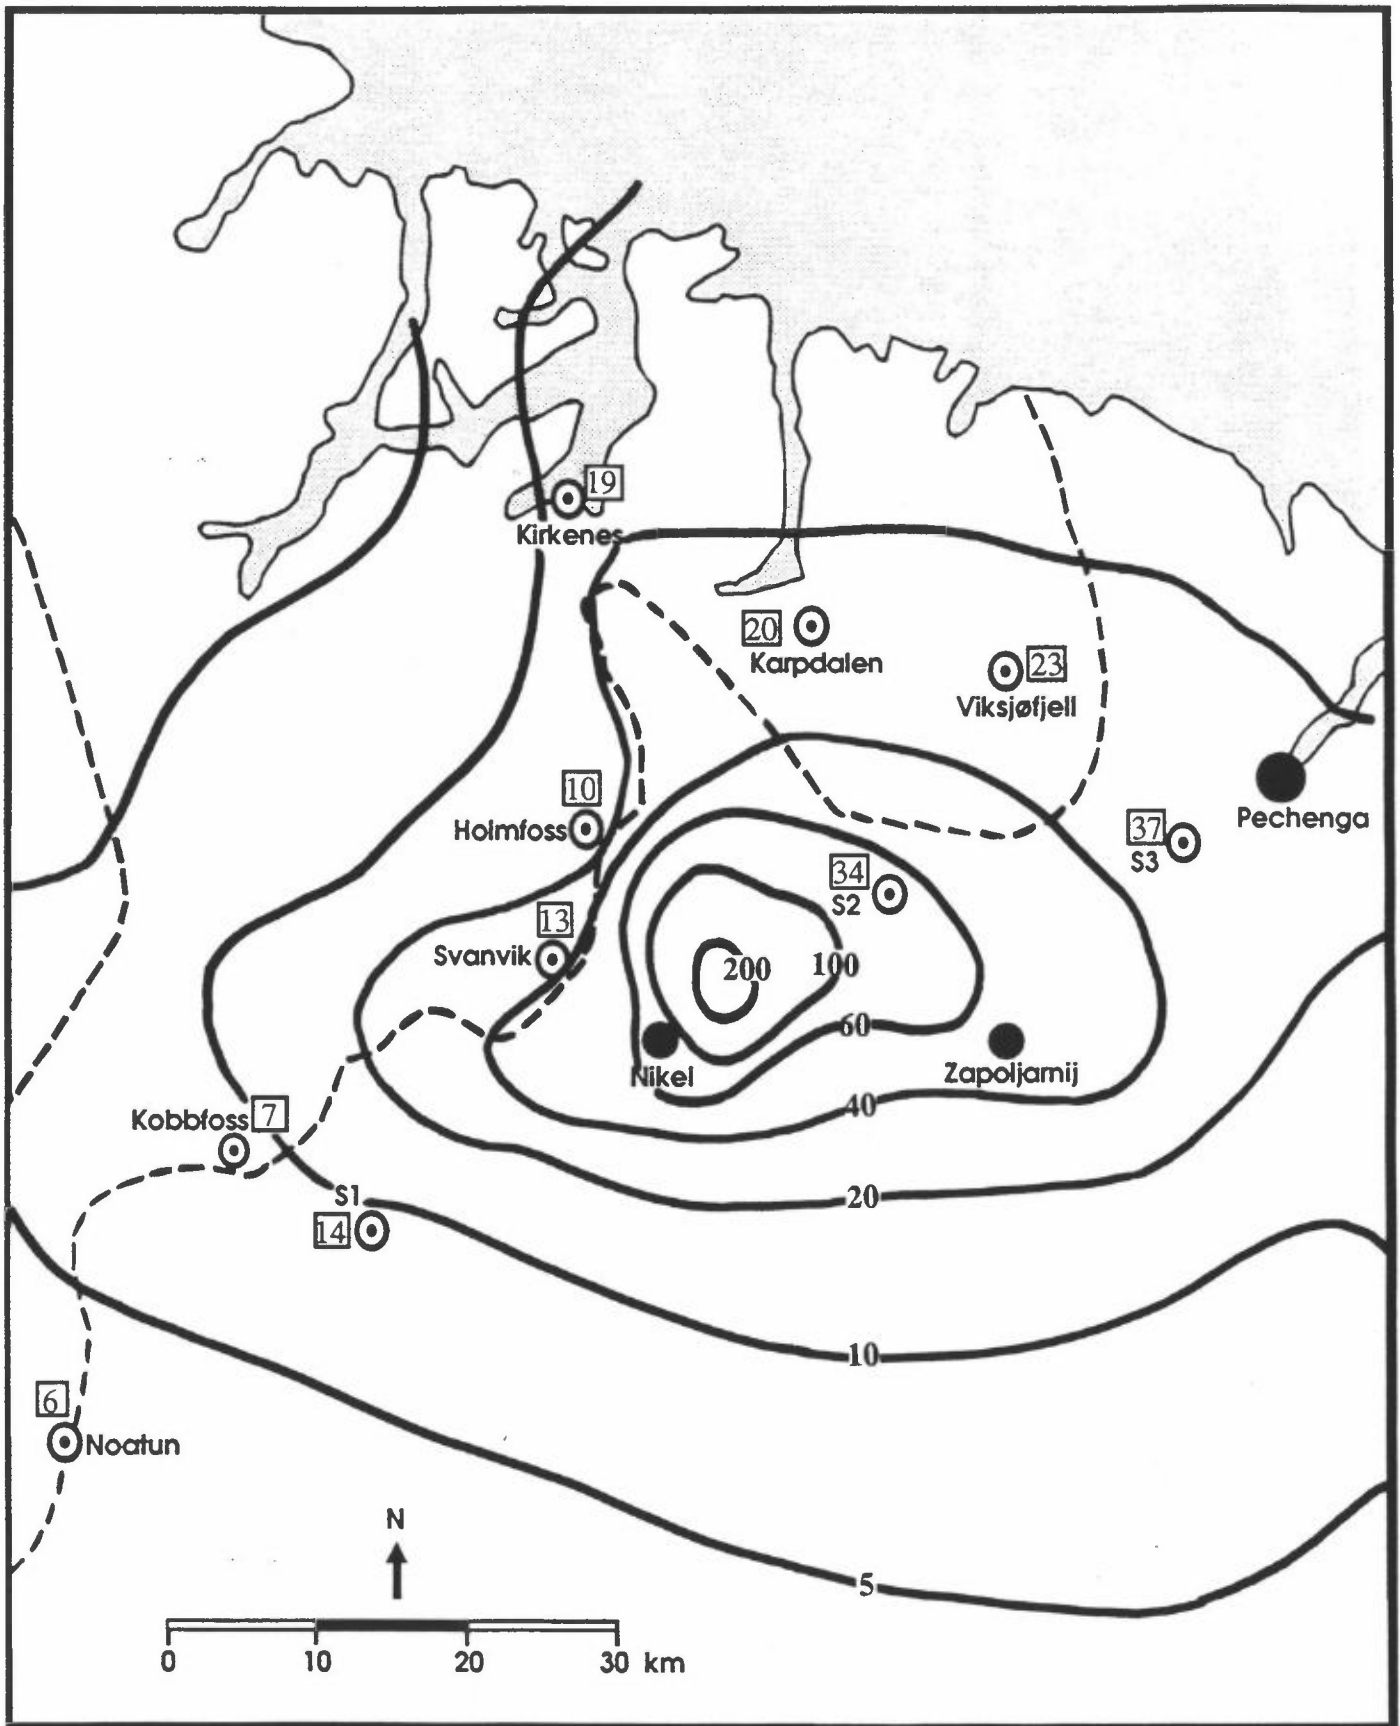 19
Kirkenes
20
Karpdalen
23
Viksjøfjell
10
Holmfoss
37
S3
Pechenga
34
S2
13
Svanvik
200
100
60
Nikel
Zapoljarnij
40
Kobbfoss
7
S1
14
20
10
6
Noatun
N
5
0 10 20 30 km